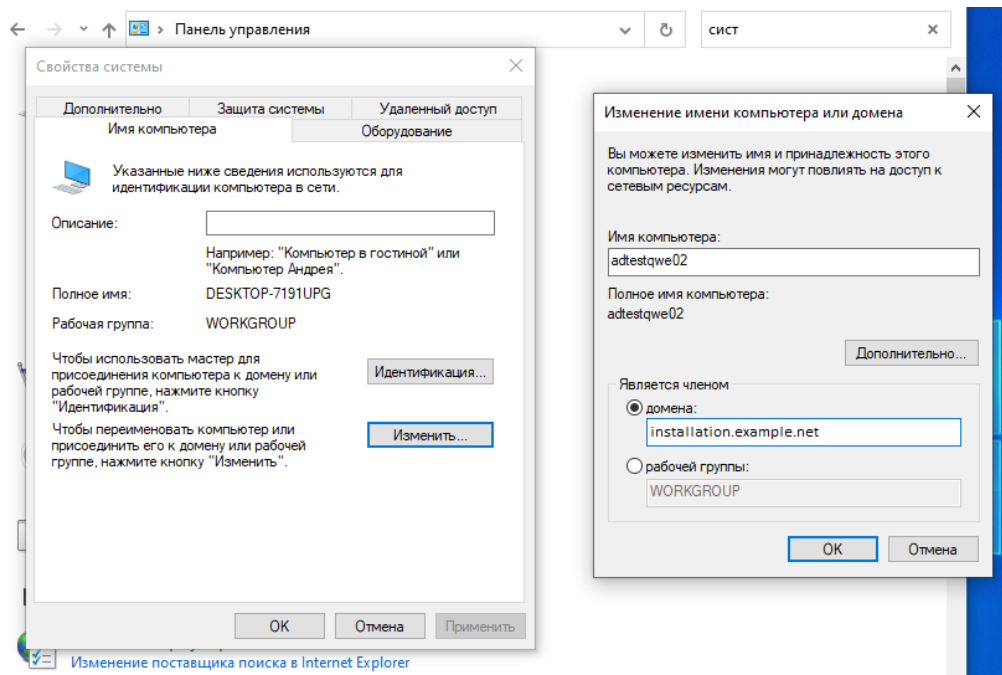 Панель управления
сист
Свойства системы
Дополнительно
Защита системы
Удаленный доступ
Имя компьютера
Оборудование
Указанные ниже сведения используются для
идентификации компьютера в сети.
Описание:
Например: "Компьютер в гостиной" или
"Компьютер Андрея".
Полное имя:
DESKTOP-7191UPG
Рабочая группа:
WORKGROUP
Чтобы использовать мастер для
присоединения компьютера к домену или
рабочей группе, нажмите кнопку
"Идентификация".
Идентификация...
Чтобы переименовать компьютер или
присоединить его к домену или рабочей
группе, нажмите кнопку "Изменить".
Изменить...
OK
Отмена
Применить
Изменение поставщика поиска в Internet Explorer
Изменение имени компьютера или домена
Вы можете изменить имя и принадлежность этого
компьютера. Изменения могут повлиять на доступ к
сетевым ресурсам.
Имя компьютера:
adtestqwe02
Полное имя компьютера:
adtestqwe02
Дополнительно...
Является членом
домена:
installation.example.net
рабочей группы:
WORKGROUP
OK
Отмена